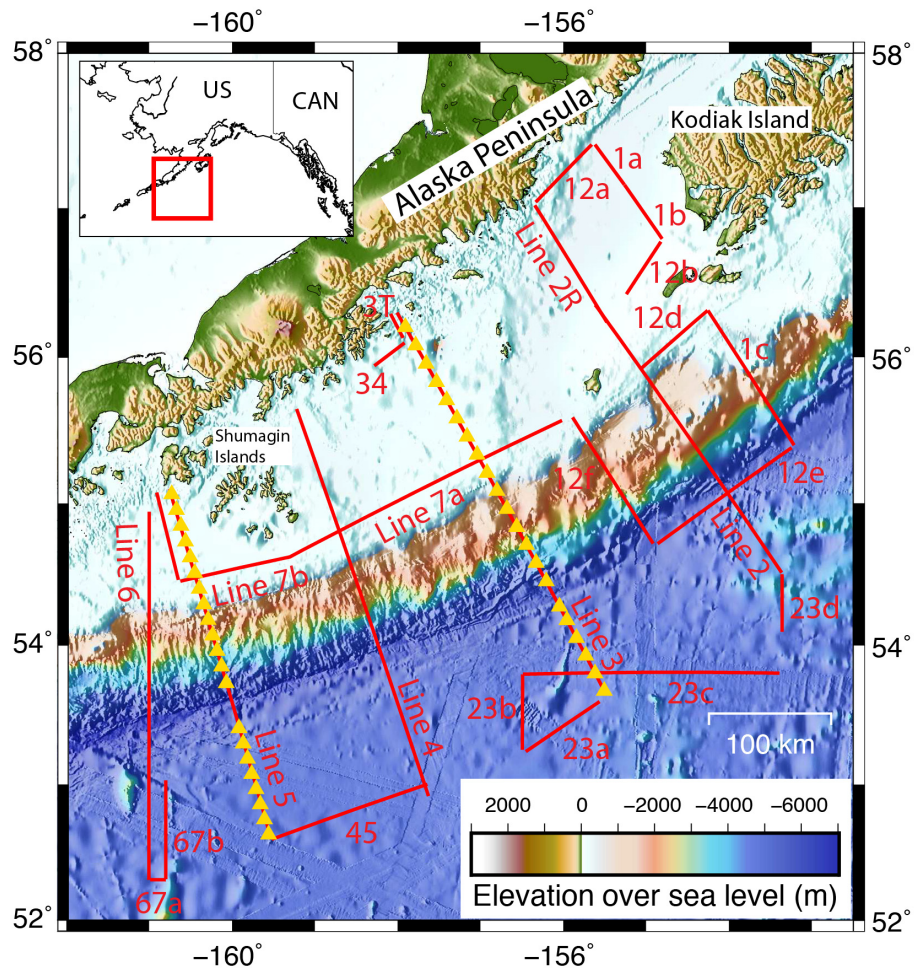 −160°
−156°
58°
58°
US
CAN
Alaska Peninsula
Kodiak Island
1a
12a
1b
Line 2R
12b
12d
3T
1c
56°
56°
34
Shumagin
Islands
12f
12e
Line 7a
Line 2
Line 6
Line 7b
23d
Line 3
54°
54°
Line 4
23b
23c
23a
100 km
Line 5
45
67b
67a
2000
0
−2000
−4000
−6000
Elevation over sea level (m)
52°
52°
−160°
−156°